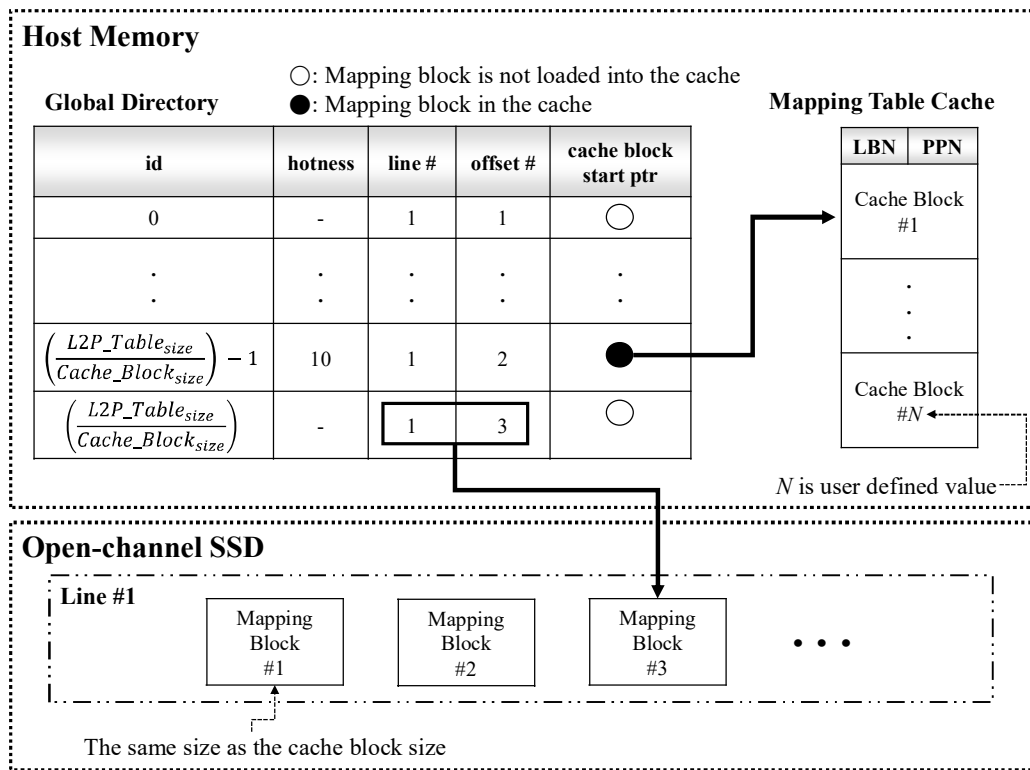 Host Memory
○: Mapping block is not loaded into the cache
●: Mapping block in the cache
Global Directory
id hotness line # offset # cache block start ptr
0 - 1 1
. . . . .
. . . . .
(L2P_Table_size / Cache_Block_size) − 1 10 1 2
(L2P_Table_size / Cache_Block_size) - 1 3
Mapping Table Cache
LBN PPN
Cache Block
#1
.
.
.
Cache Block
#N
N is user defined value
Open-channel SSD
Line #1
Mapping
Block
#1
Mapping
Block
#2
Mapping
Block
#3
• • •
The same size as the cache block size